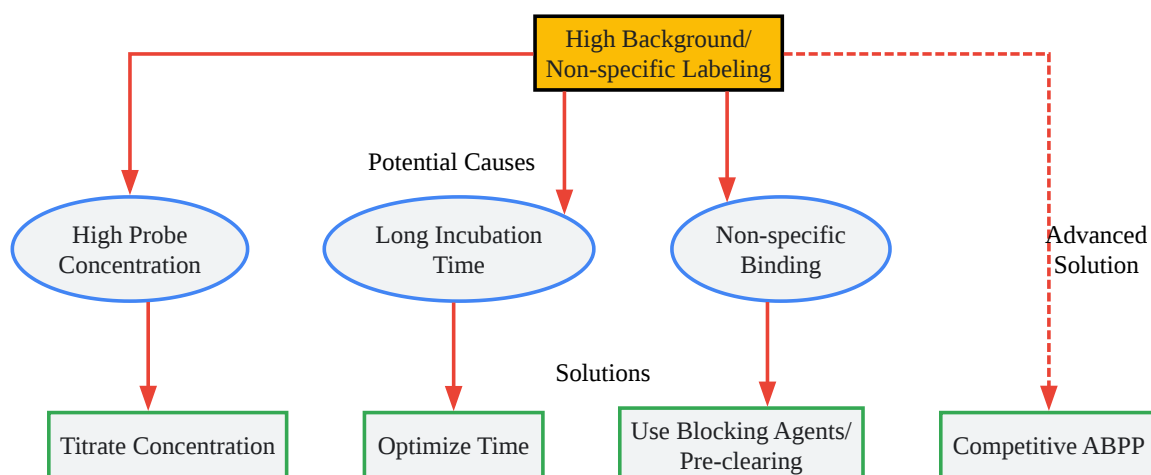 High Background/
Non-specific Labeling
Potential Causes
High Probe
Concentration
Long Incubation
Time
Non-specific
Binding
Advanced
Solution
Solutions
Titrate Concentration
Optimize Time
Use Blocking Agents/
Pre-clearing
Competitive ABPP